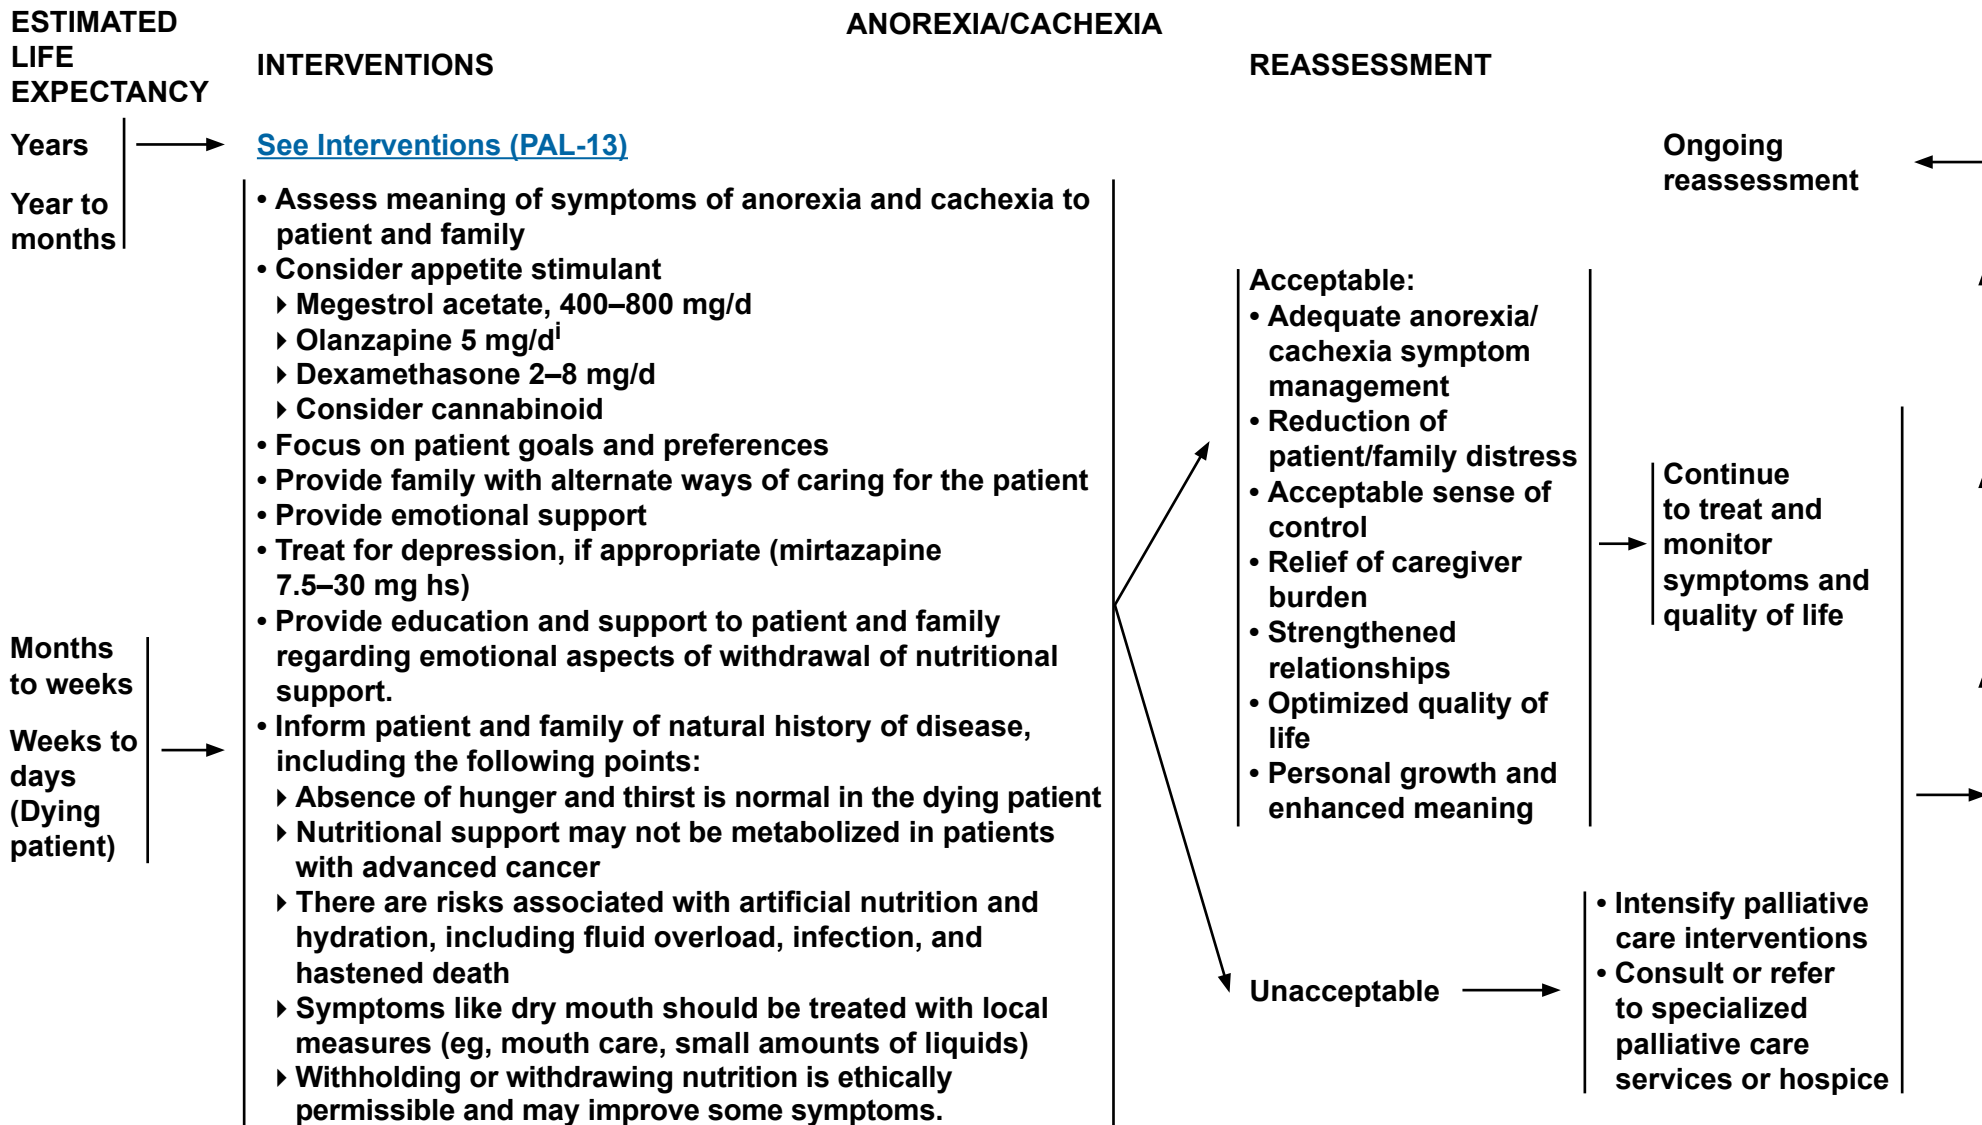 ANOREXIA/CACHEXIA
ESTIMATED
LIFE
EXPECTANCY
INTERVENTIONS
REASSESSMENT
Years
Year to
months
See Interventions (PAL-13)
Months
to weeks
Weeks to
days
(Dying
patient)
• Assess meaning of symptoms of anorexia and cachexia to
patient and family
• Consider appetite stimulant
▸ Megestrol acetate, 400–800 mg/d
▸ Olanzapine 5 mg/dⁱ
▸ Dexamethasone 2–8 mg/d
▸ Consider cannabinoid
• Focus on patient goals and preferences
• Provide family with alternate ways of caring for the patient
• Provide emotional support
• Treat for depression, if appropriate (mirtazapine
7.5–30 mg hs)
• Provide education and support to patient and family
regarding emotional aspects of withdrawal of nutritional
support.
• Inform patient and family of natural history of disease,
including the following points:
▸ Absence of hunger and thirst is normal in the dying patient
▸ Nutritional support may not be metabolized in patients
with advanced cancer
▸ There are risks associated with artificial nutrition and
hydration, including fluid overload, infection, and
hastened death
▸ Symptoms like dry mouth should be treated with local
measures (eg, mouth care, small amounts of liquids)
▸ Withholding or withdrawing nutrition is ethically
permissible and may improve some symptoms.
Acceptable:
• Adequate anorexia/
cachexia symptom
management
• Reduction of
patient/family distress
• Acceptable sense of
control
• Relief of caregiver
burden
• Strengthened
relationships
• Optimized quality of
life
• Personal growth and
enhanced meaning
Unacceptable
Ongoing
reassessment
Continue
to treat and
monitor
symptoms and
quality of life
• Intensify palliative
care interventions
• Consult or refer
to specialized
palliative care
services or hospice